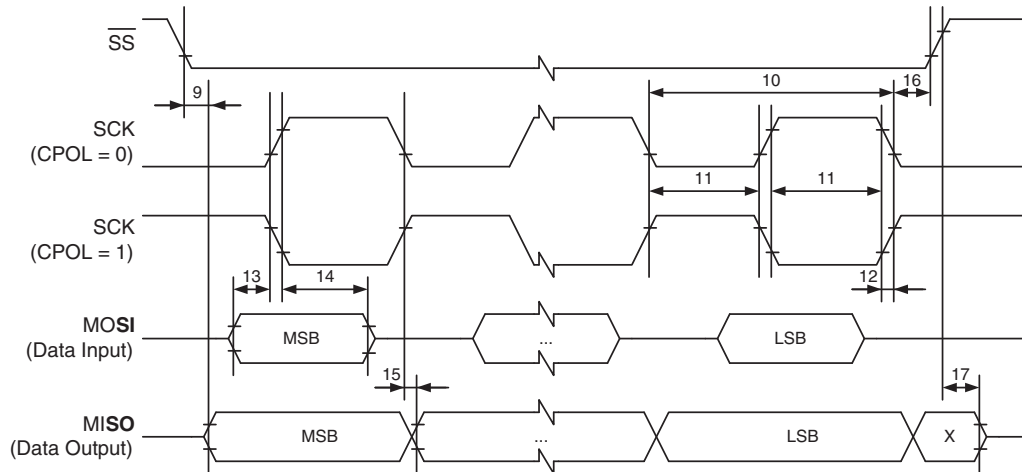 SS
9
10
16
SCK
(CPOL = 0)
11
11
SCK
(CPOL = 1)
13
14
12
MOSI
(Data Input)
MSB
...
LSB
15
17
MISO
(Data Output)
MSB
...
LSB
X